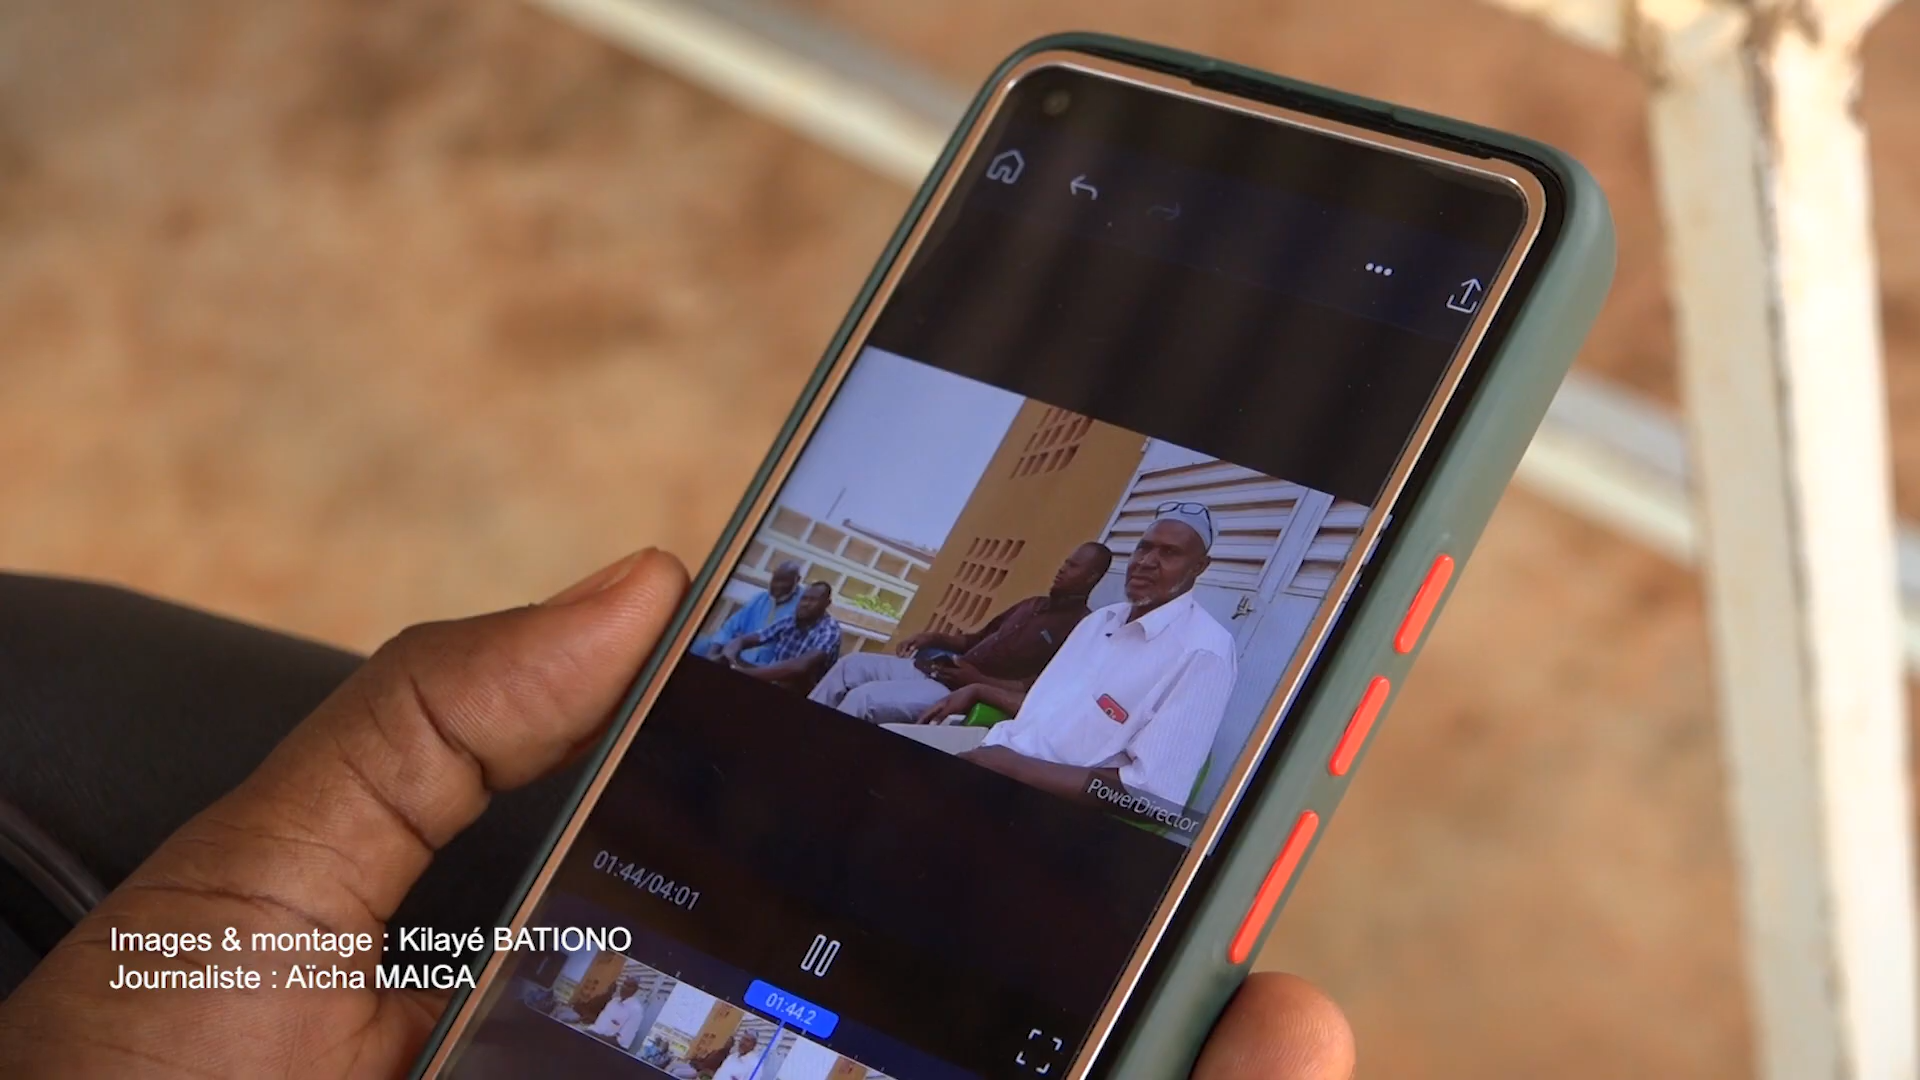 PowerDirector
01:44/04:01
Images & montage : Kilayé BATIONO
Journaliste : Aïcha MAIGA
01:44.2